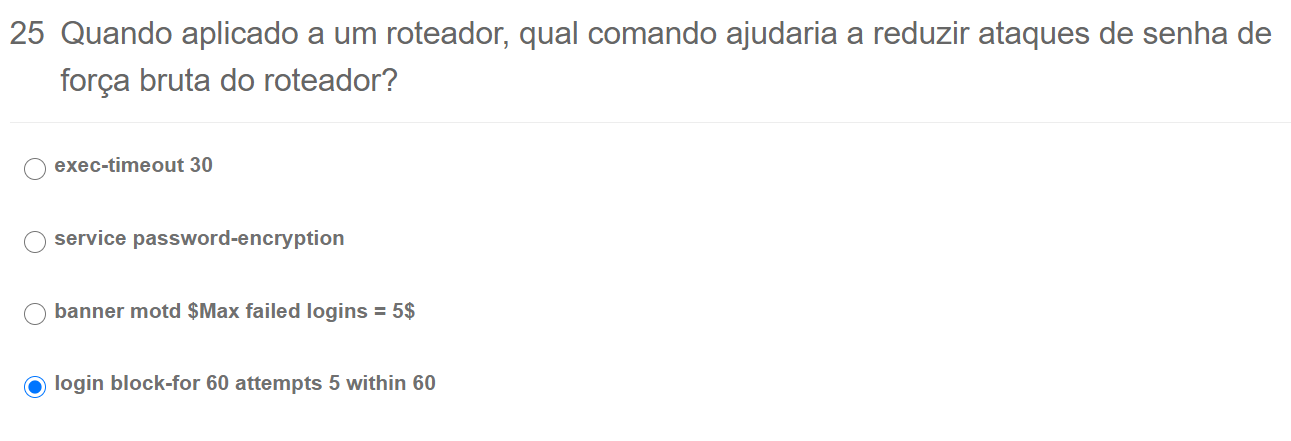 25 Quando aplicado a um roteador, qual comando ajudaria a reduzir ataques de senha de
força bruta do roteador?
exec-timeout 30
service password-encryption
banner motd $Max failed logins = 5$
login block-for 60 attempts 5 within 60